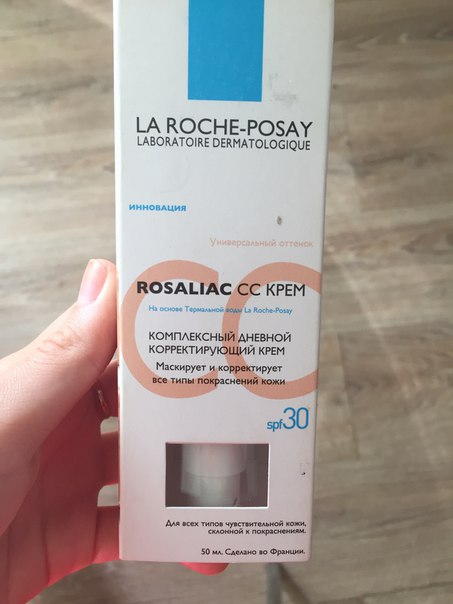 LA ROCHE-POSAY
LABORATOIRE DERMATOLOGIQUE
ИННОВАЦИЯ
Универсальный оттенок
CC
ROSALIAC CC КРЕМ
На основе Термальной воды La Roche-Posay
КОМПЛЕКСНЫЙ ДНЕВНОЙ
КОРРЕКТИРУЮЩИЙ КРЕМ
Маскирует и корректирует
все типы покраснений кожи
spf30
Для всех типов чувствительной кожи,
склонной к покраснениям.
50 мл. Сделано во Франции.